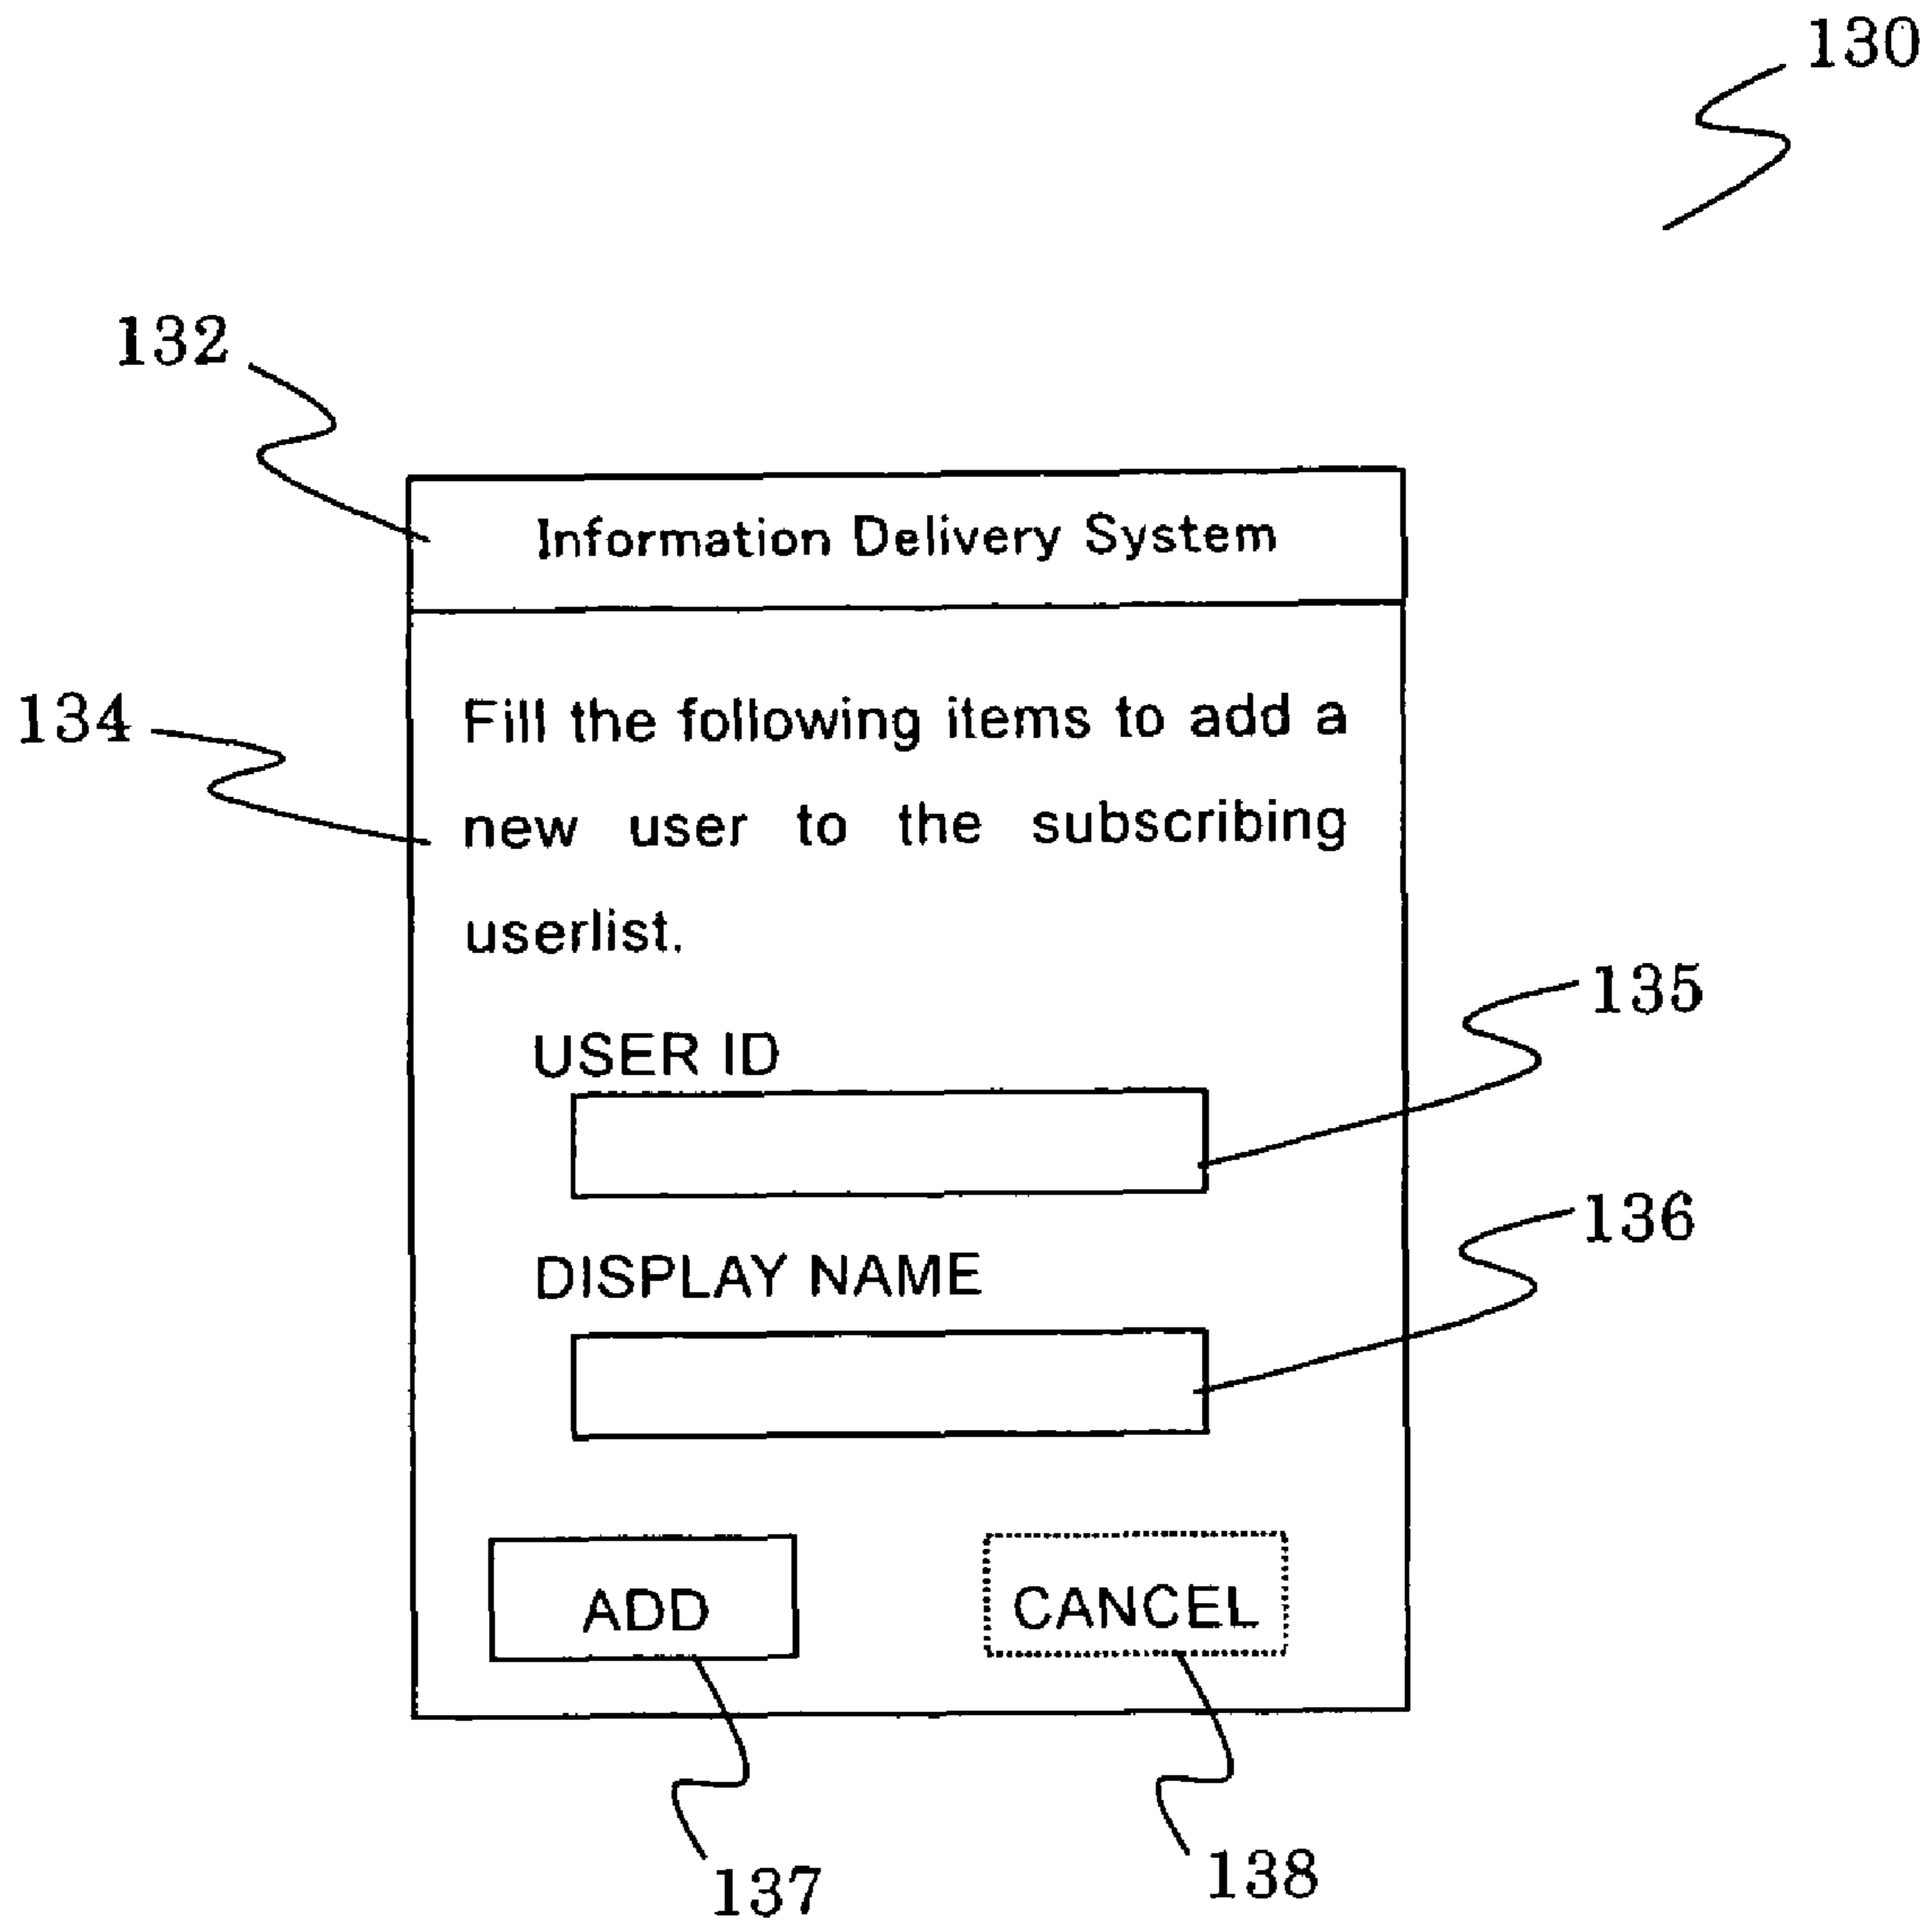 130
132
Information Delivery System
134
Fill the following items to add a
new user to the subscribing
userlist.
135
USER ID
136
DISPLAY NAME
ADD
CANCEL
137
138